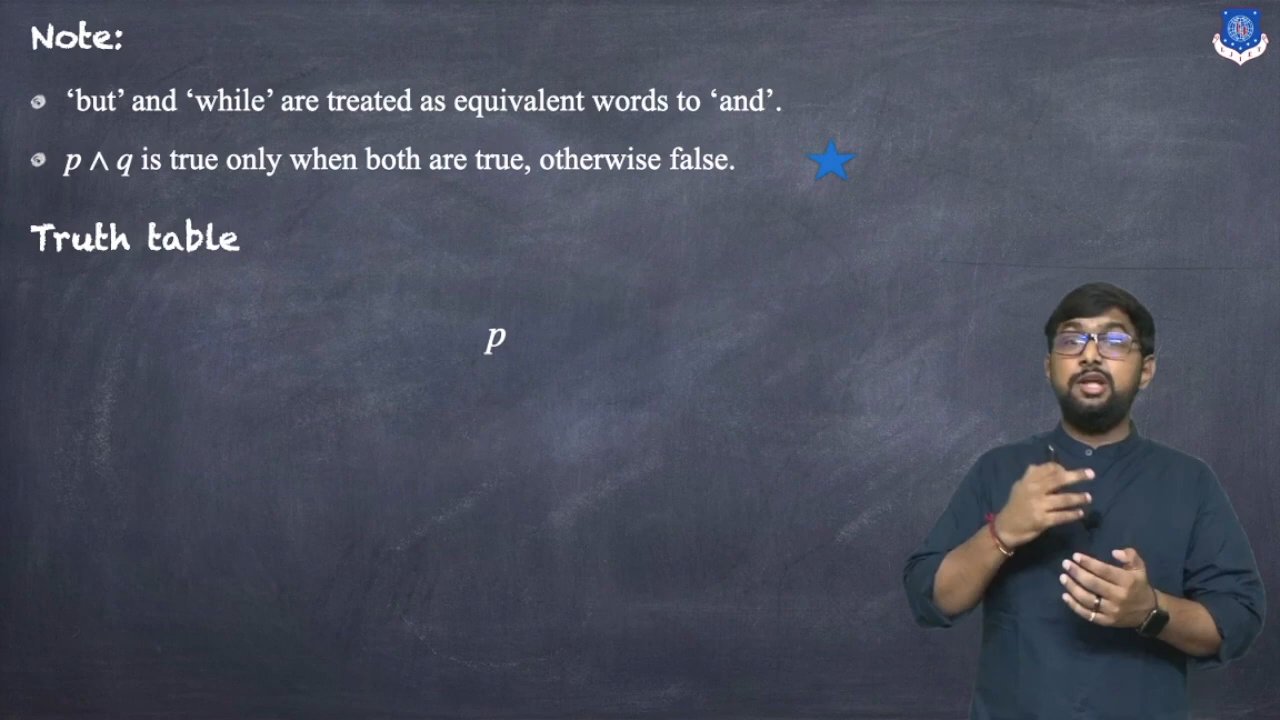 Note:
‘but’ and ‘while’ are treated as equivalent words to ‘and’.
p ∧ q is true only when both are true, otherwise false.
Truth table
p